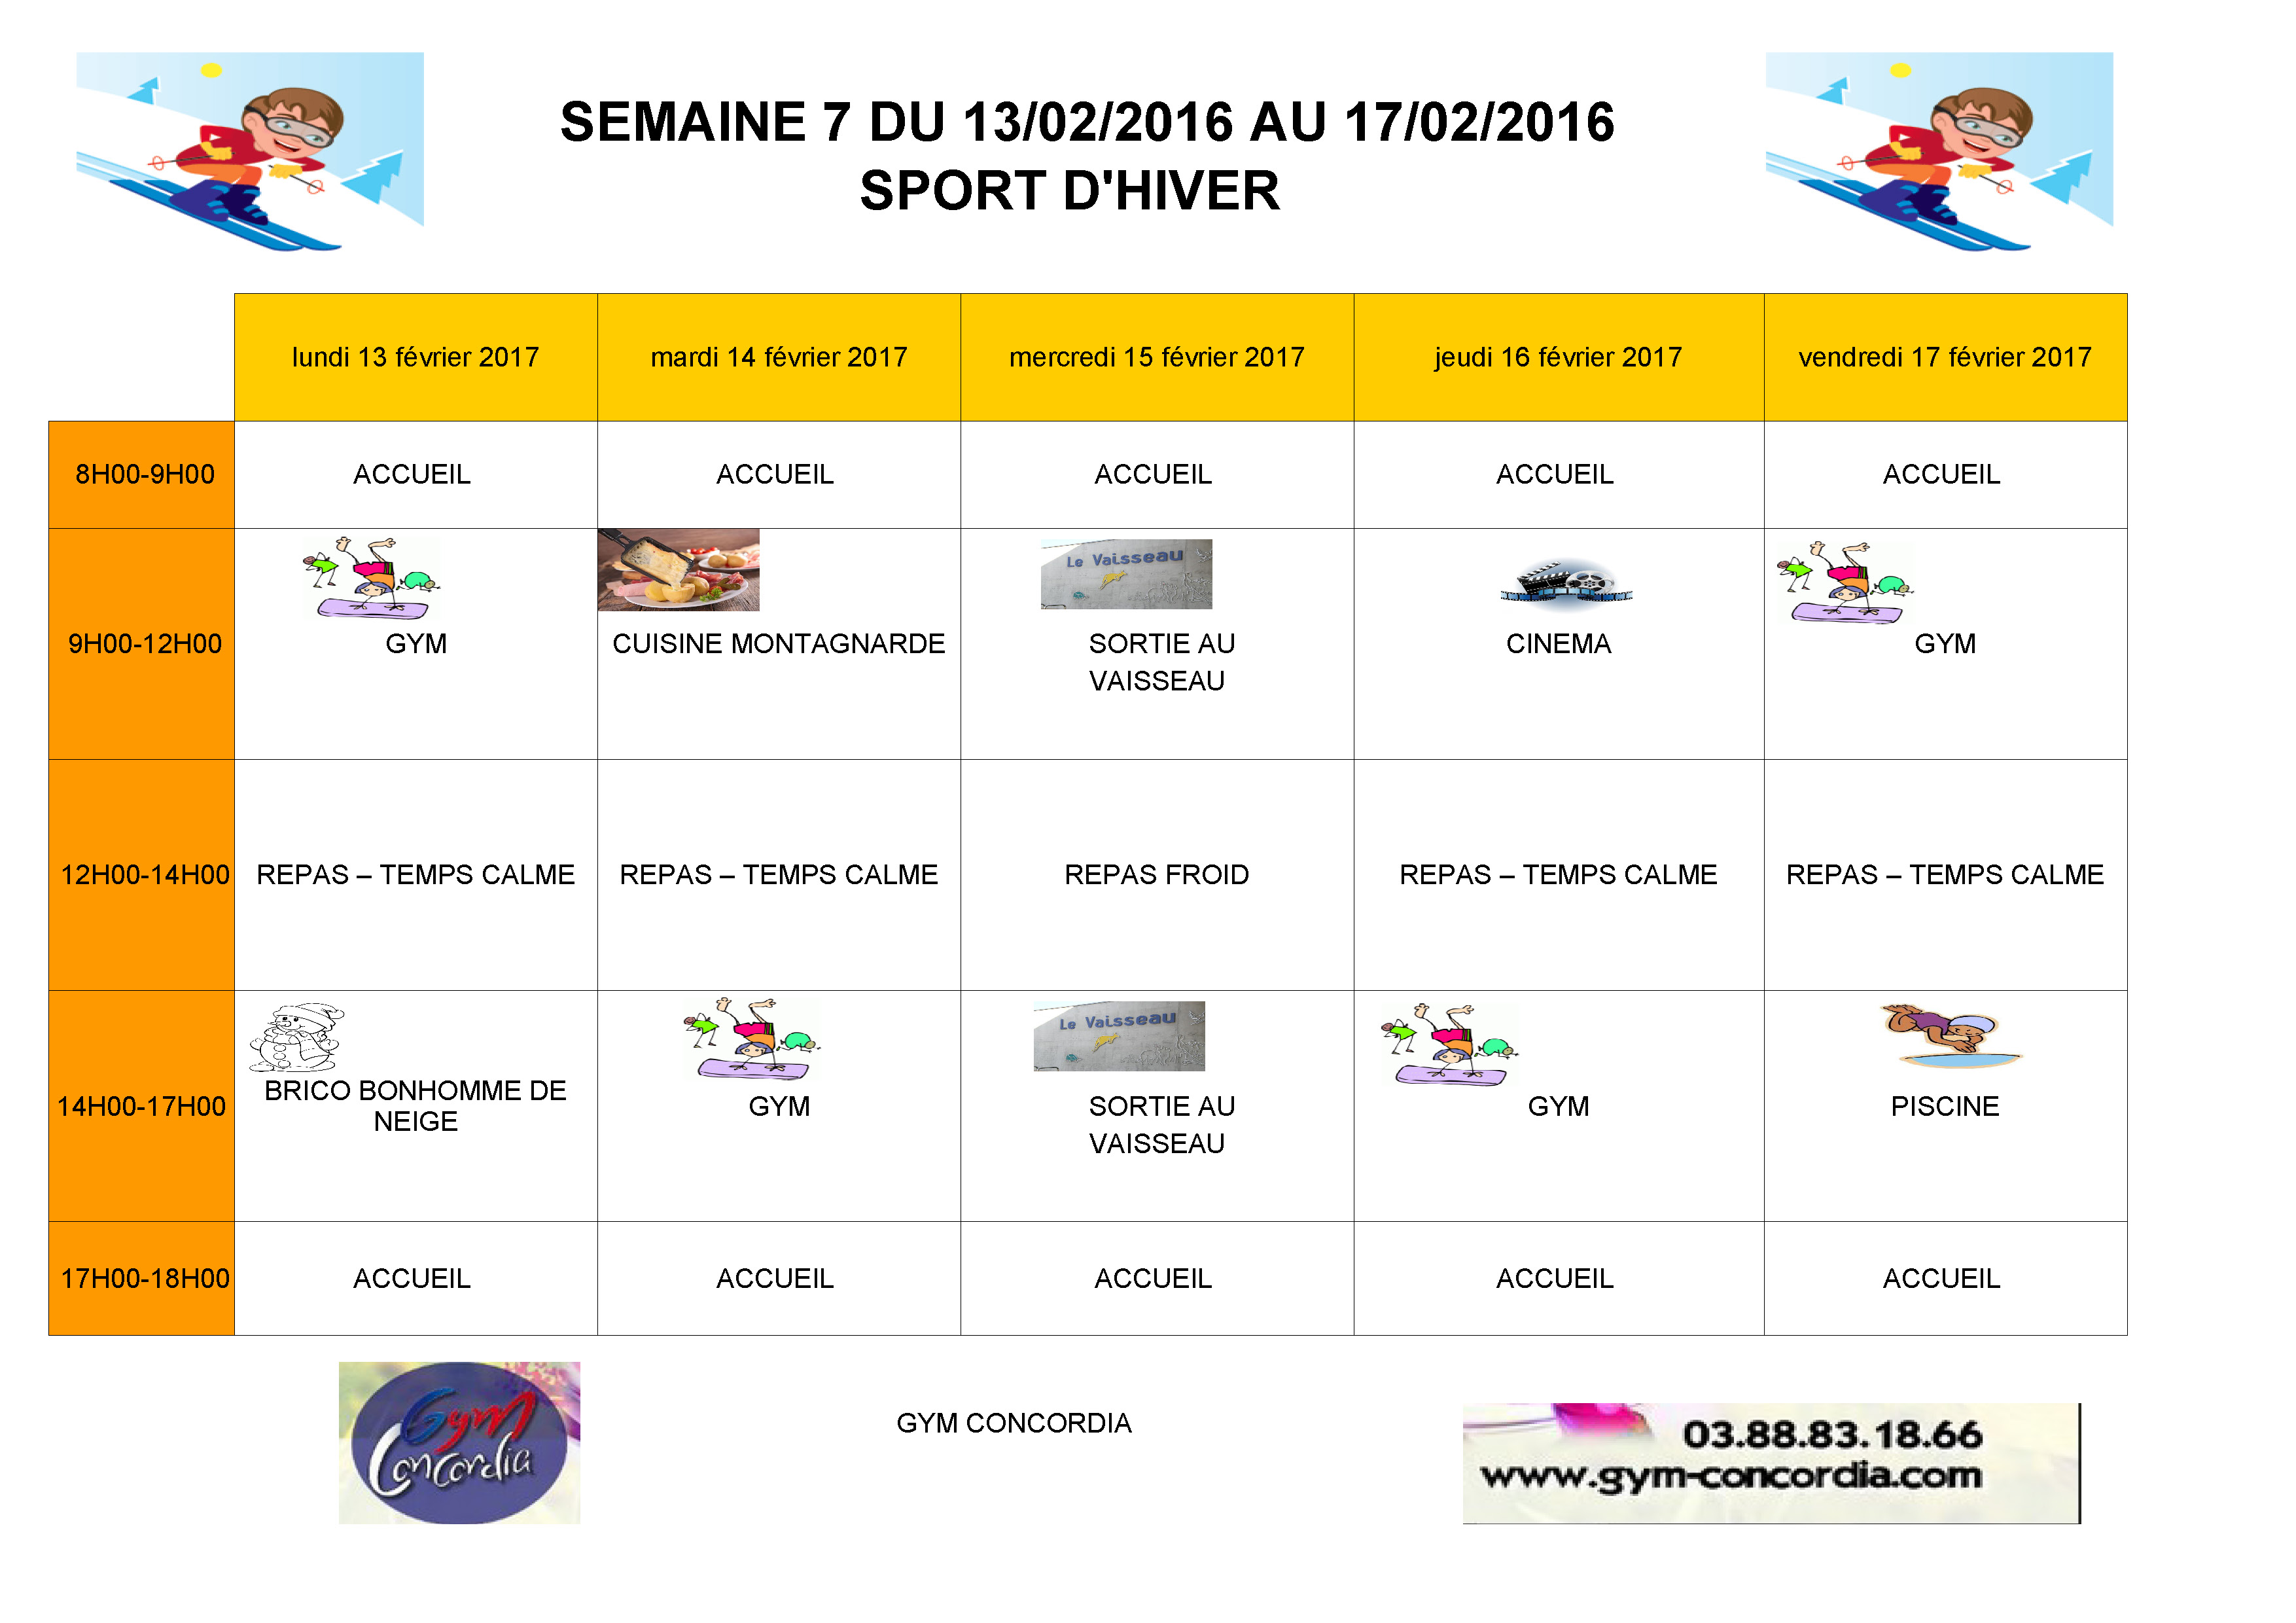 SEMAINE 7 DU 13/02/2016 AU 17/02/2016
SPORT D'HIVER
lundi 13 février 2017 mardi 14 février 2017 mercredi 15 février 2017 jeudi 16 février 2017 vendredi 17 février 2017
8H00-9H00 ACCUEIL ACCUEIL ACCUEIL ACCUEIL ACCUEIL
Le Vaisseau
9H00-12H00 GYM CUISINE MONTAGNARDE SORTIE AU CINEMA GYM
VAISSEAU
12H00-14H00 REPAS – TEMPS CALME REPAS – TEMPS CALME REPAS FROID REPAS – TEMPS CALME REPAS – TEMPS CALME
Le Vaisseau
BRICO BONHOMME DE
14H00-17H00 GYM SORTIE AU GYM PISCINE
NEIGE
VAISSEAU
17H00-18H00 ACCUEIL ACCUEIL ACCUEIL ACCUEIL ACCUEIL
Gym
Concordia
GYM CONCORDIA
03.88.83.18.66
www.gym-concordia.com